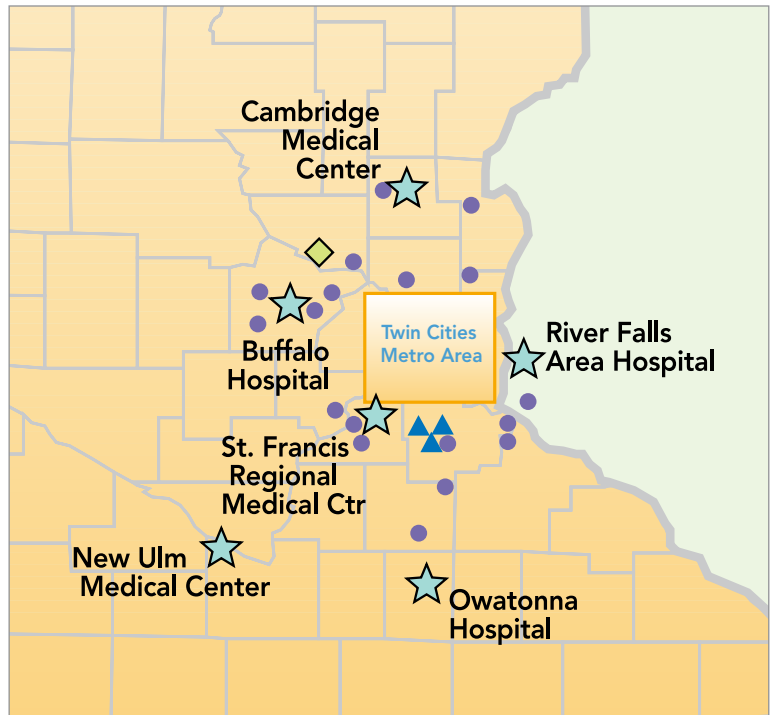 Cambridge
Medical
Center
Twin Cities
Metro Area
River Falls
Area Hospital
Buffalo
Hospital
St. Francis
Regional
Medical Ctr
New Ulm
Medical Center
Owatonna
Hospital